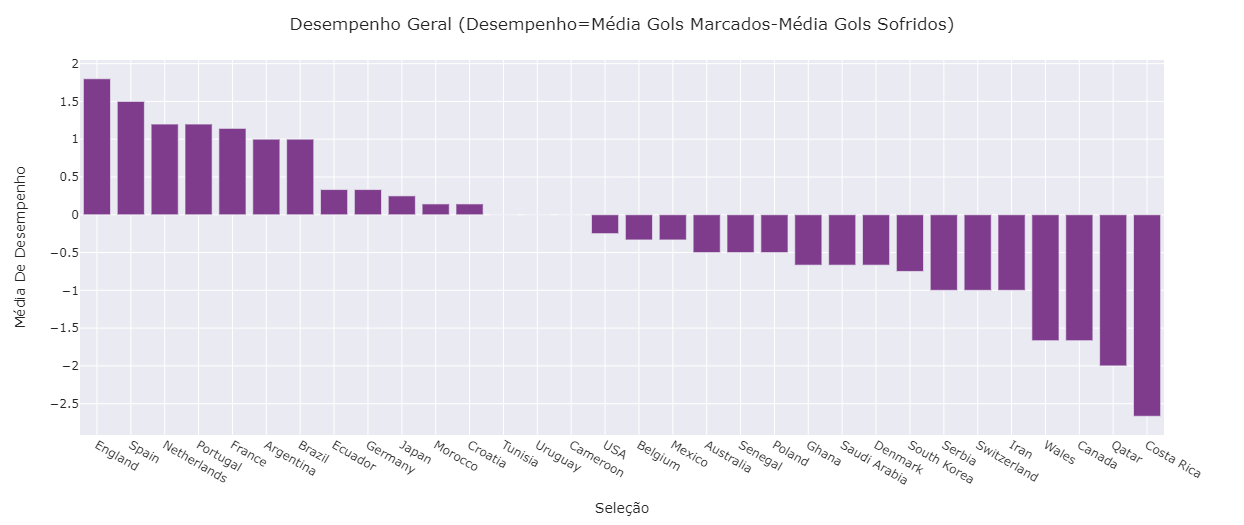 Desempenho Geral (Desempenho=Média Gols Marcados-Média Gols Sofridos)
Média De Desempenho
2
1.5
1
0.5
0
−0.5
−1
−1.5
−2
−2.5
England
Spain
Netherlands
Portugal
France
Argentina
Brazil
Ecuador
Germany
Japan
Morocco
Croatia
Tunisia
Uruguay
Cameroon
USA
Belgium
Mexico
Australia
Senegal
Poland
Ghana
Saudi Arabia
Denmark
South Korea
Serbia
Switzerland
Iran
Wales
Canada
Qatar
Costa Rica
Seleção